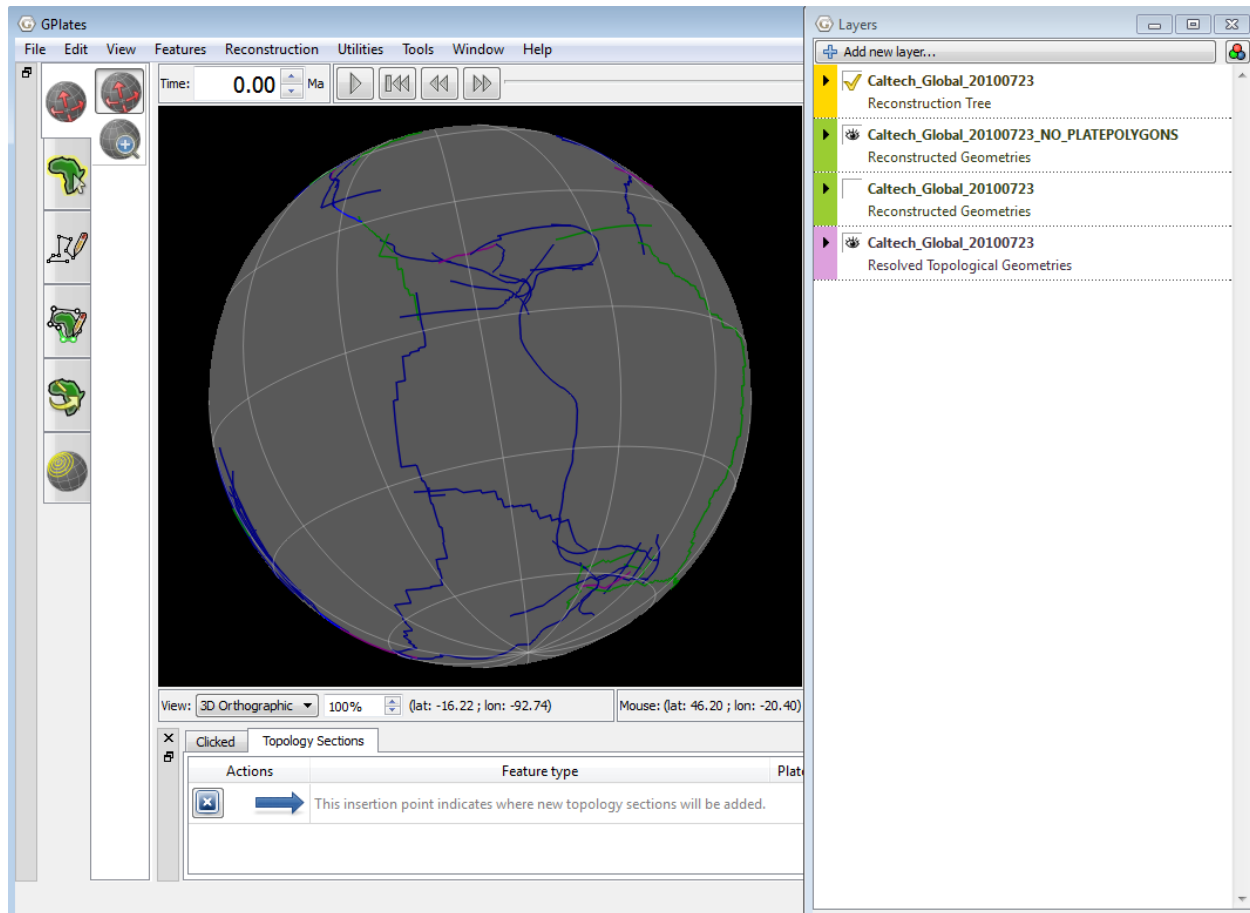 GPlates
File Edit View Features Reconstruction Utilities Tools Window Help
Time: 0.00 Ma
View: 3D Orthographic 100% (lat: -16.22 ; lon: -92.74) Mouse: (lat: 46.20 ; lon: -20.40)
Clicked Topology Sections
Actions Feature type Plate
This insertion point indicates where new topology sections will be added.
Layers
Add new layer...
Caltech_Global_20100723
Reconstruction Tree
Caltech_Global_20100723_NO_PLATEPOLYGONS
Reconstructed Geometries
Caltech_Global_20100723
Reconstructed Geometries
Caltech_Global_20100723
Resolved Topological Geometries